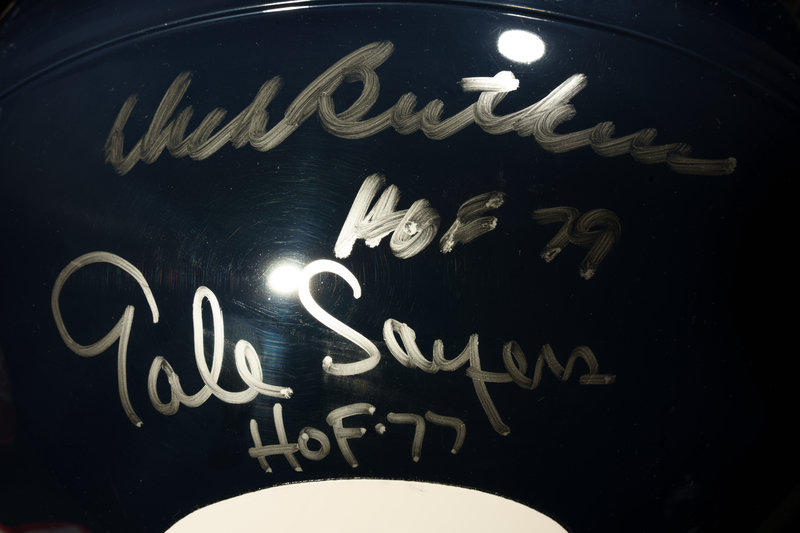 Dick Butkus
HOF 79
Gale Sayers
HOF.77